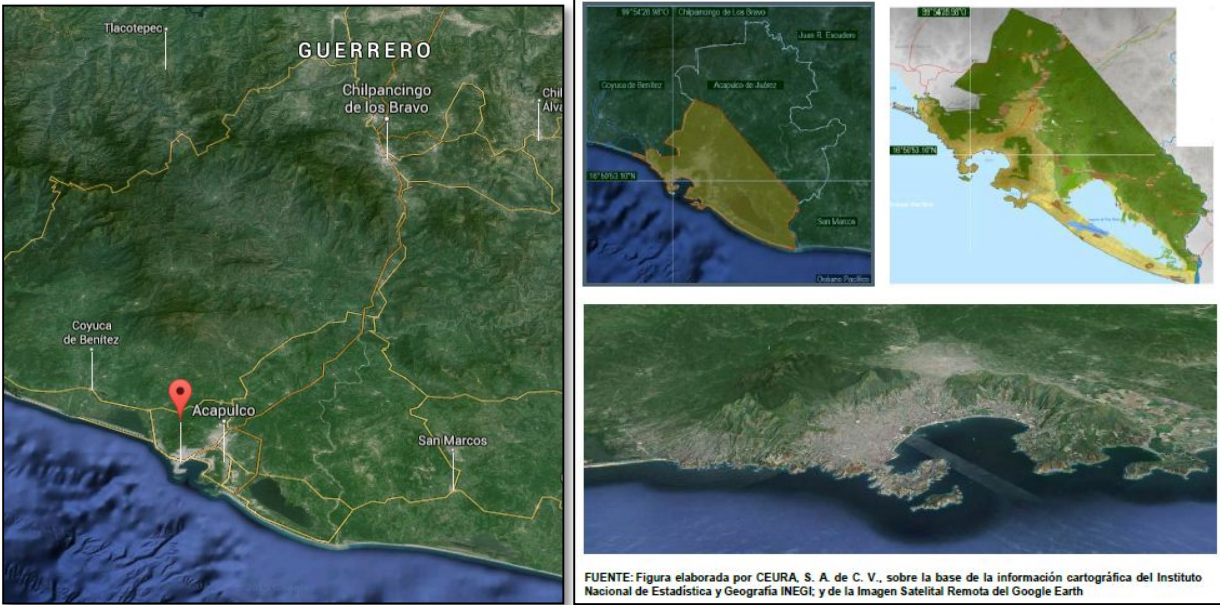 Tlacotepec
GUERRERO
Chilpancingo
de los Bravo
Chil
Álva
Coyuca
de Benítez
Acapulco
San Marcos
99°54'28.98"O
Chilpancingo de Los Bravo
Juan R. Escudero
Coyuca de Benítez
Acapulco de Juárez
16°50'53.10"N
San Marcos
Océano Pacífico
99°54'28.98"O
16°50'53.10"N
FUENTE: Figura elaborada por CEURA, S. A. de C. V., sobre la base de la información cartográfica del Instituto
Nacional de Estadística y Geografía INEGI; y de la Imagen Satelital Remota del Google Earth